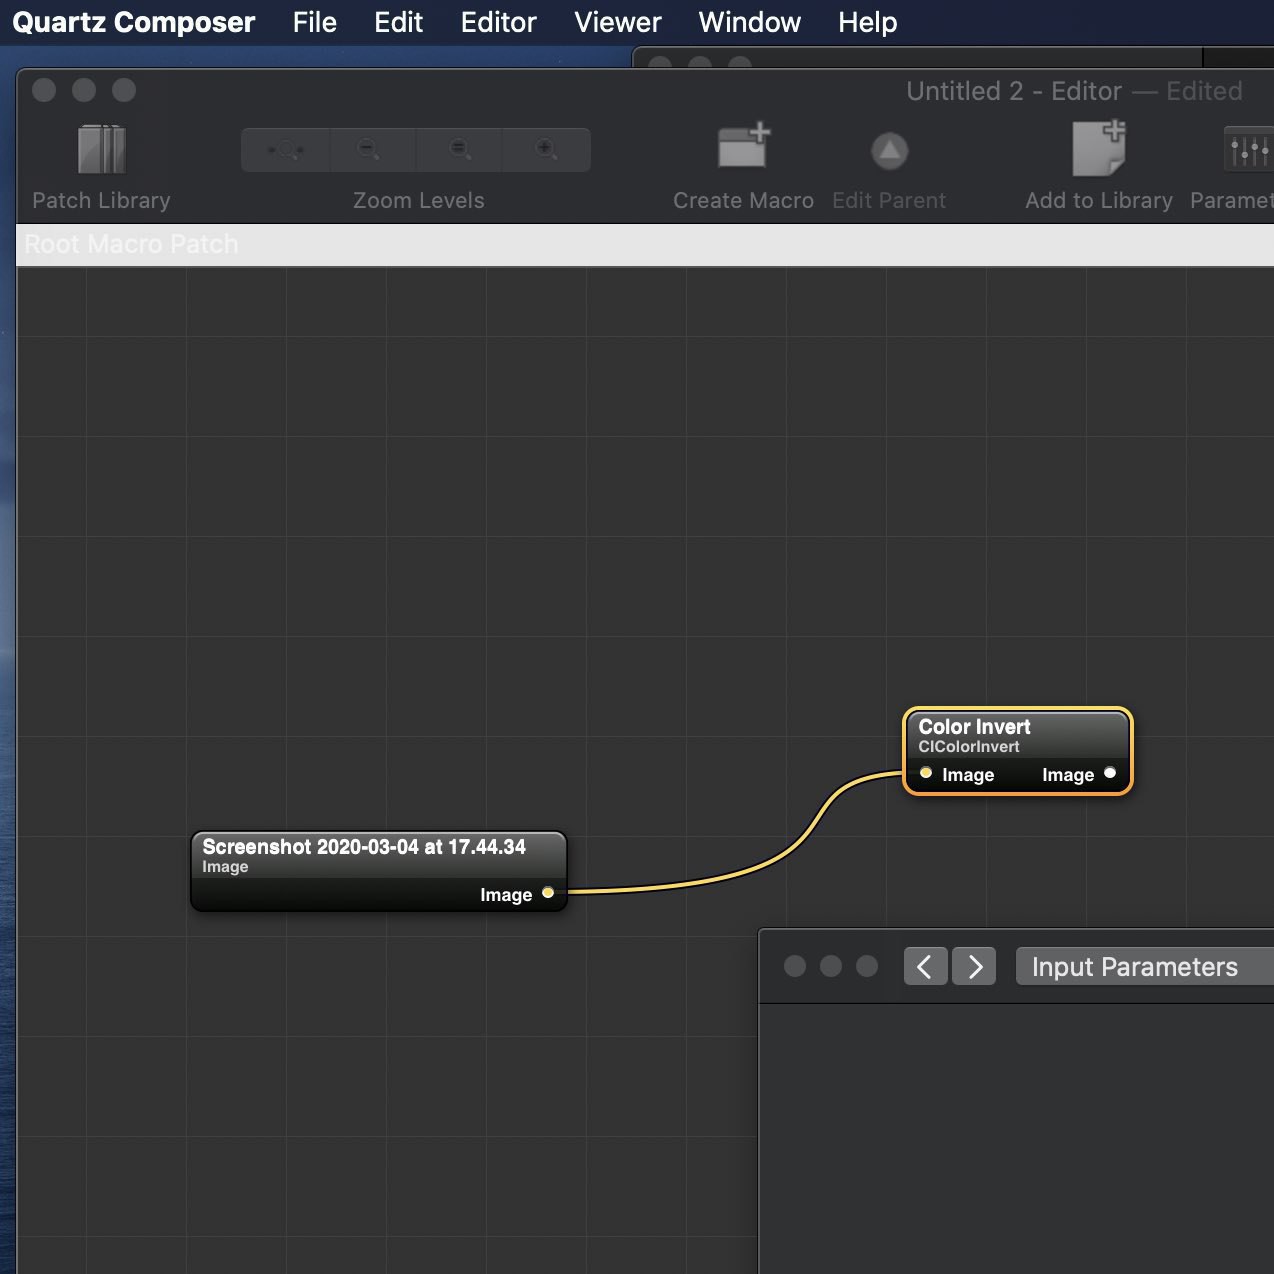 Quartz Composer File Edit Editor Viewer Window Help
Untitled 2 - Editor — Edited
Patch Library Zoom Levels Create Macro Edit Parent Add to Library Paramet
Root Macro Patch
Color Invert
CIColorInvert
Image Image
Screenshot 2020-03-04 at 17.44.34
Image
Image
Input Parameters